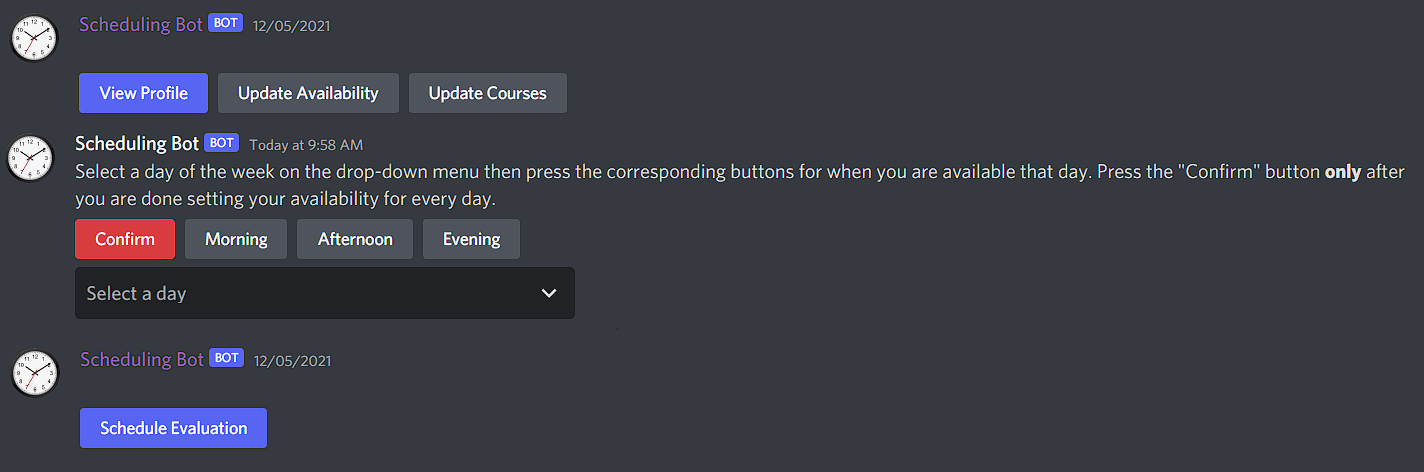 Scheduling Bot BOT 12/05/2021
View Profile Update Availability Update Courses
Scheduling Bot BOT Today at 9:58 AM
Select a day of the week on the drop-down menu then press the corresponding buttons for when you are available that day. Press the "Confirm" button only after
you are done setting your availability for every day.
Confirm Morning Afternoon Evening
Select a day
Scheduling Bot BOT 12/05/2021
Schedule Evaluation